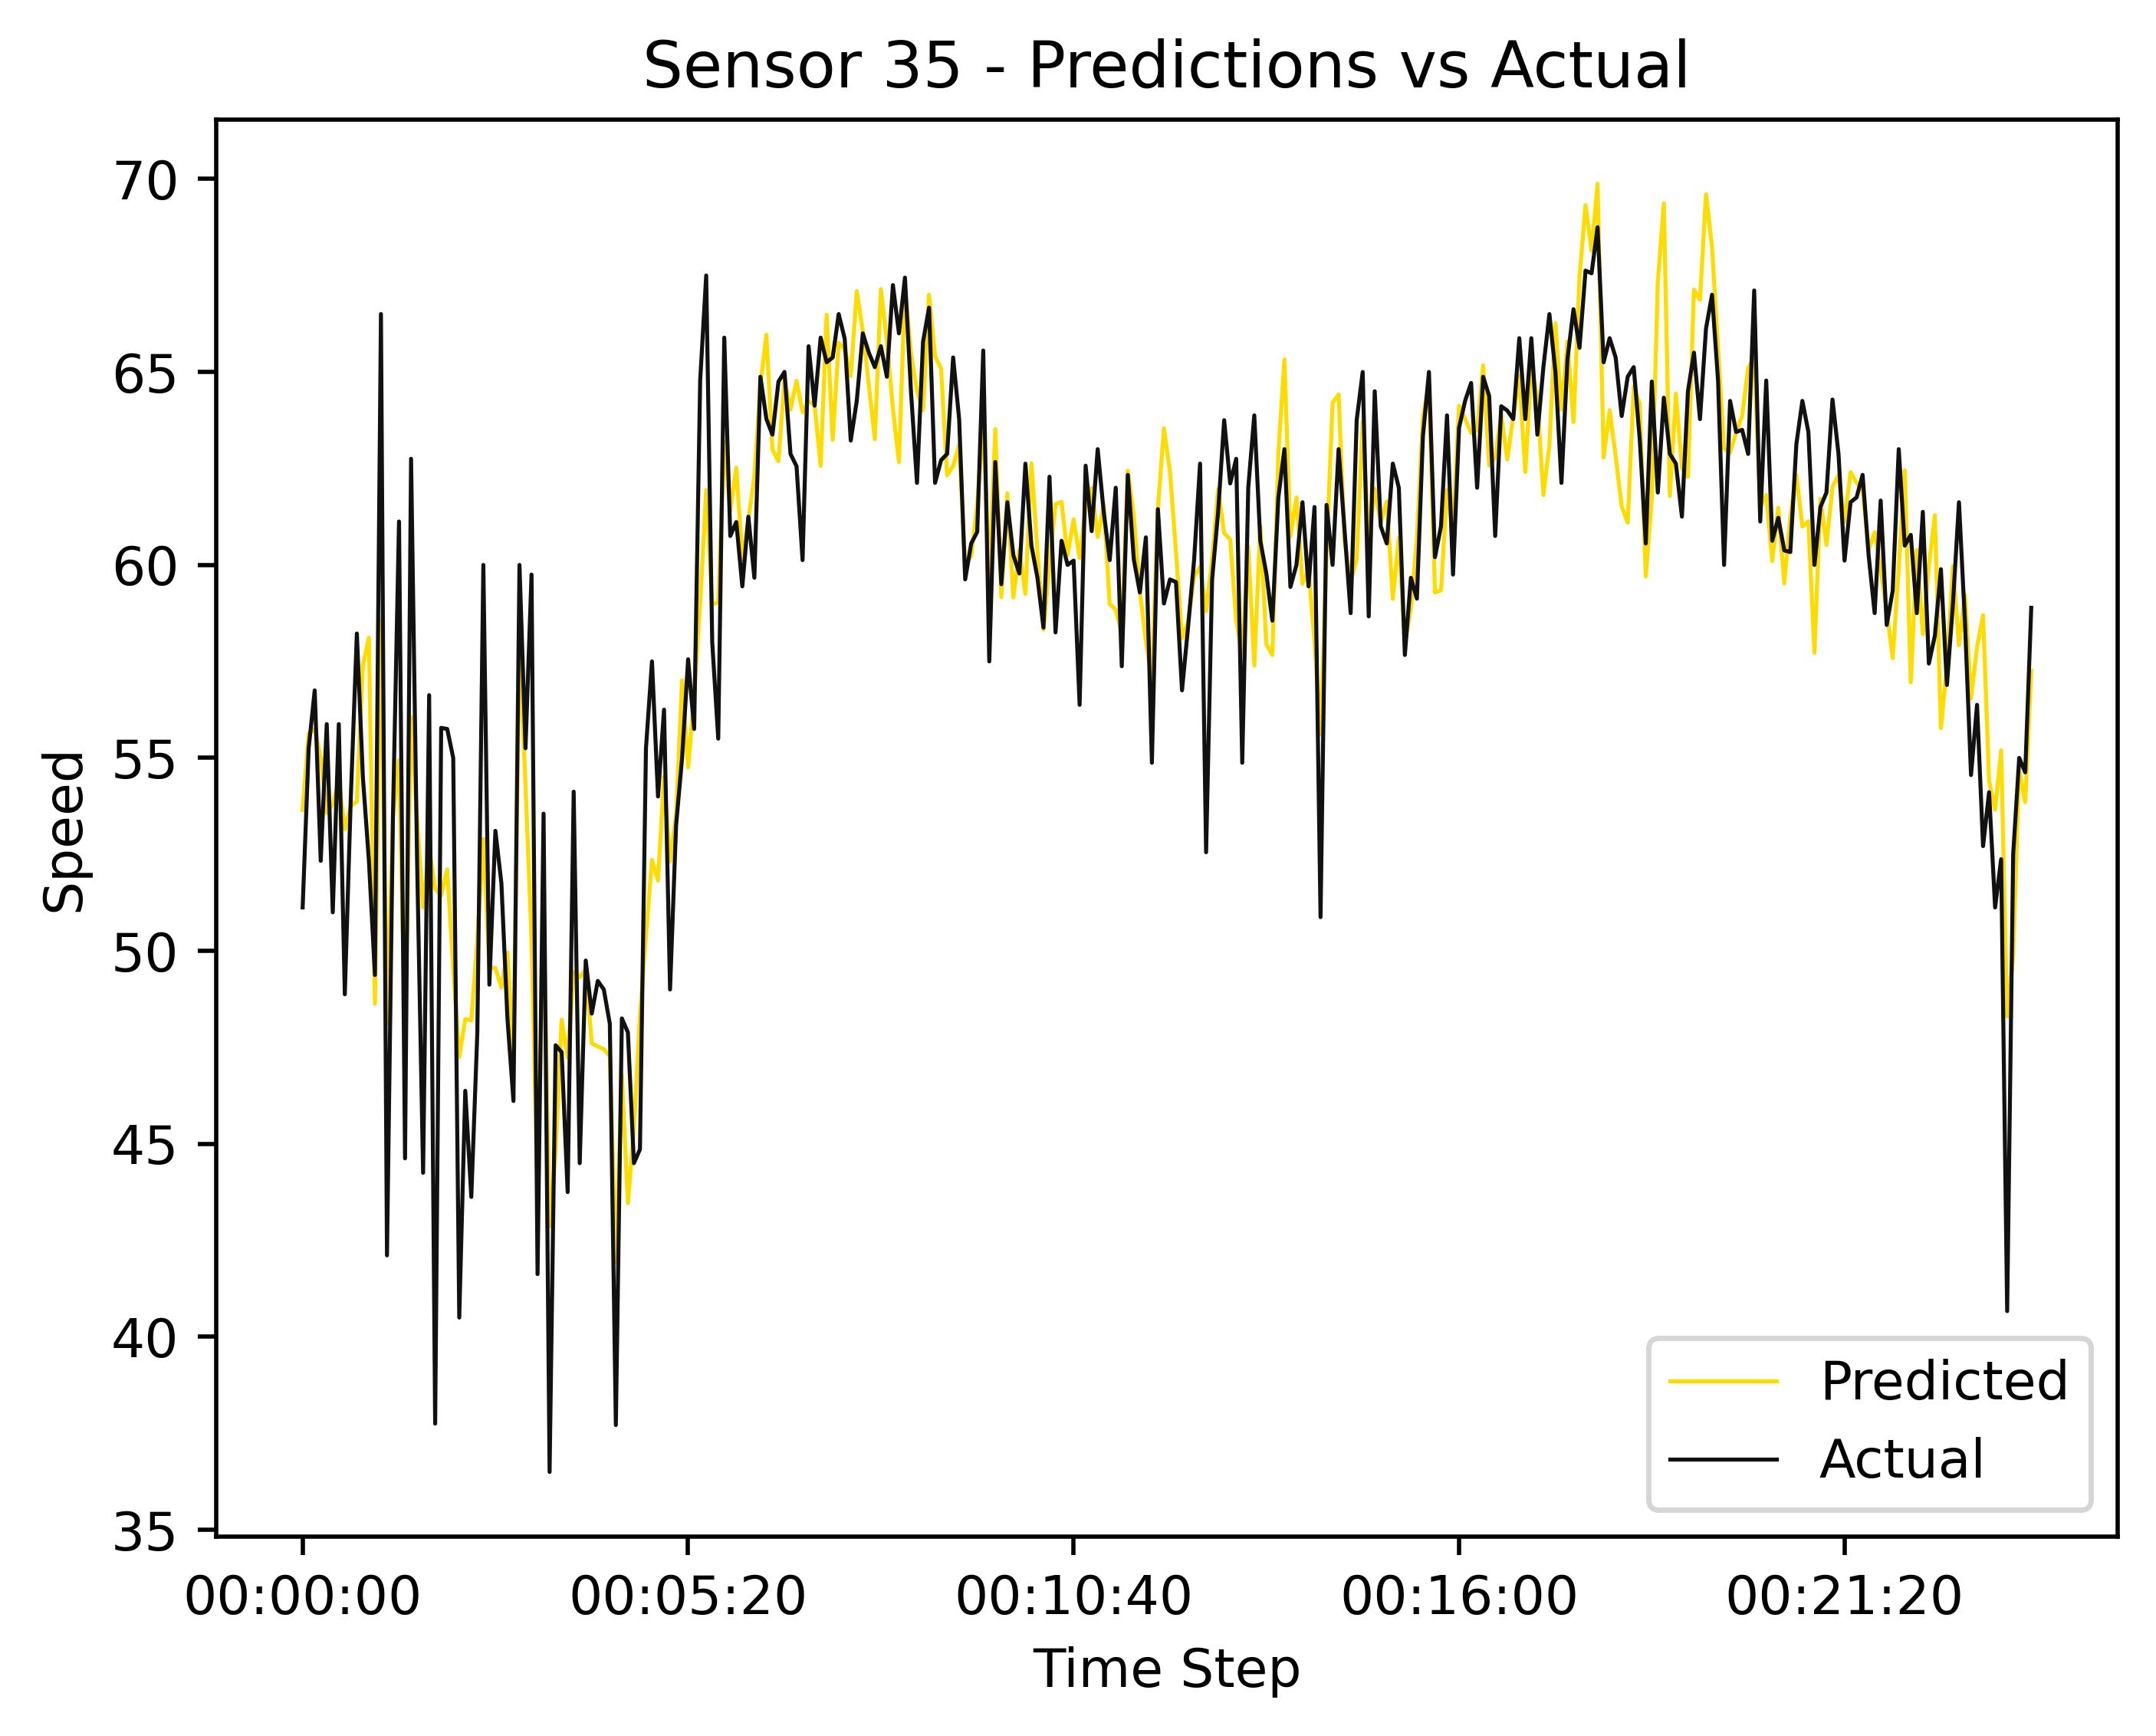 Sensor 35 - Predictions vs Actual
70
65
60
55
50
45
40
35
Speed
Predicted
Actual
00:00:00 00:05:20 00:10:40 00:16:00 00:21:20
Time Step